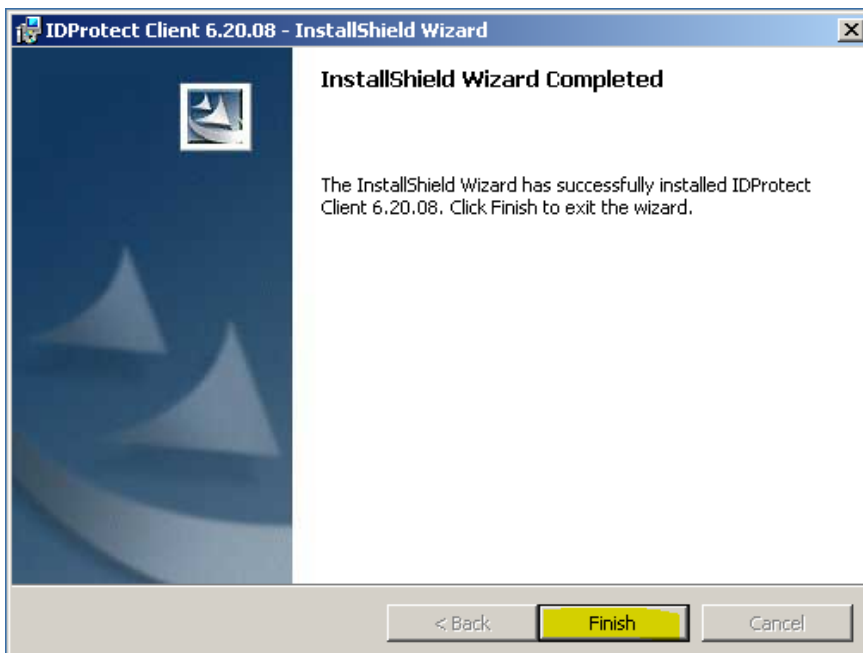 IDProtect Client 6.20.08 - InstallShield Wizard
InstallShield Wizard Completed
The InstallShield Wizard has successfully installed IDProtect
Client 6.20.08. Click Finish to exit the wizard.
< Back
Finish
Cancel